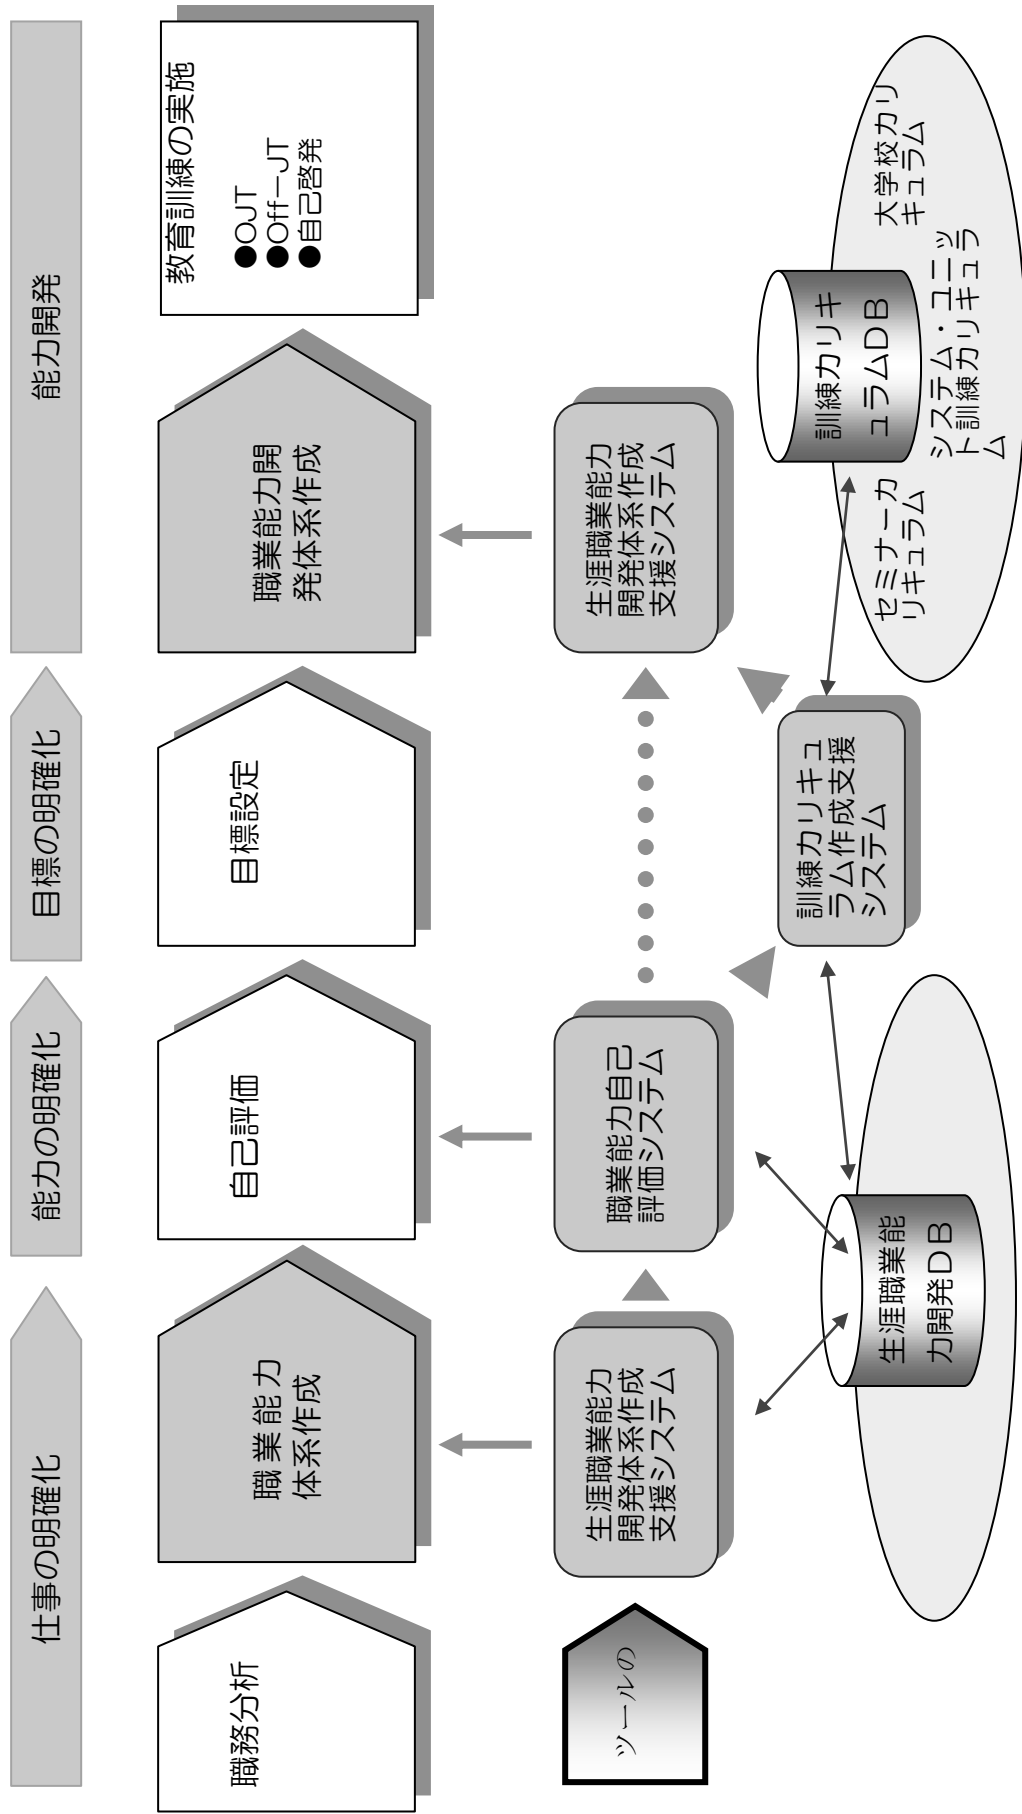 仕事の明確化
能力の明確化
目標の明確化
能力開発
職務分析
職業能力
体系作成
自己評価
目標設定
職業能力開
発体系作成
教育訓練の実施
●OJT
●Off－JT
●自己啓発
ツールの
生涯職業能力
開発体系作成
支援システム
職業能力自己
評価システム
生涯職業能力
開発体系作成
支援システム
訓練カリキュ
ラム作成支援
システム
生涯職業能
力開発DB
訓練カリキ
ュラムDB
セミナーカ
リキュラム
システム・ユニッ
ト訓練カリキュラ
ム
大学校カリ
キュラム